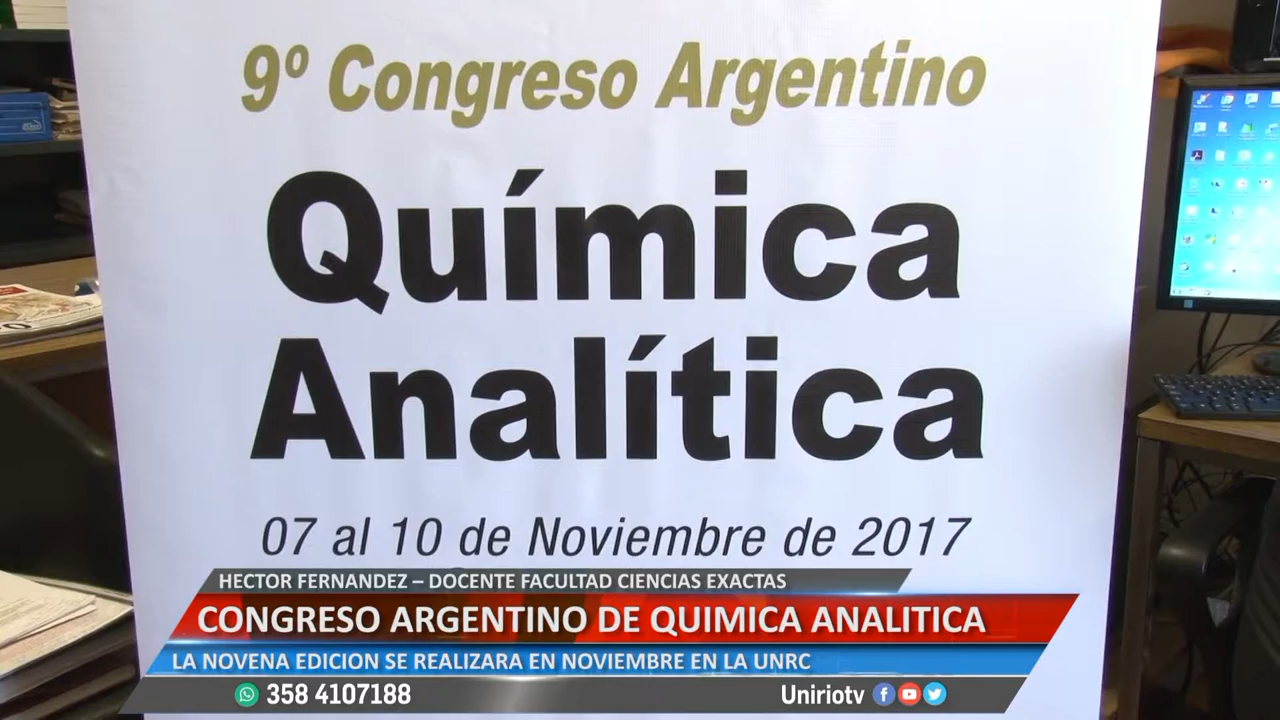 9º Congreso Argentino
Química
Analítica
07 al 10 de Noviembre de 2017
HECTOR FERNANDEZ – DOCENTE FACULTAD CIENCIAS EXACTAS
CONGRESO ARGENTINO DE QUIMICA ANALITICA
LA NOVENA EDICION SE REALIZARA EN NOVIEMBRE EN LA UNRC
358 4107188
Uniriotv